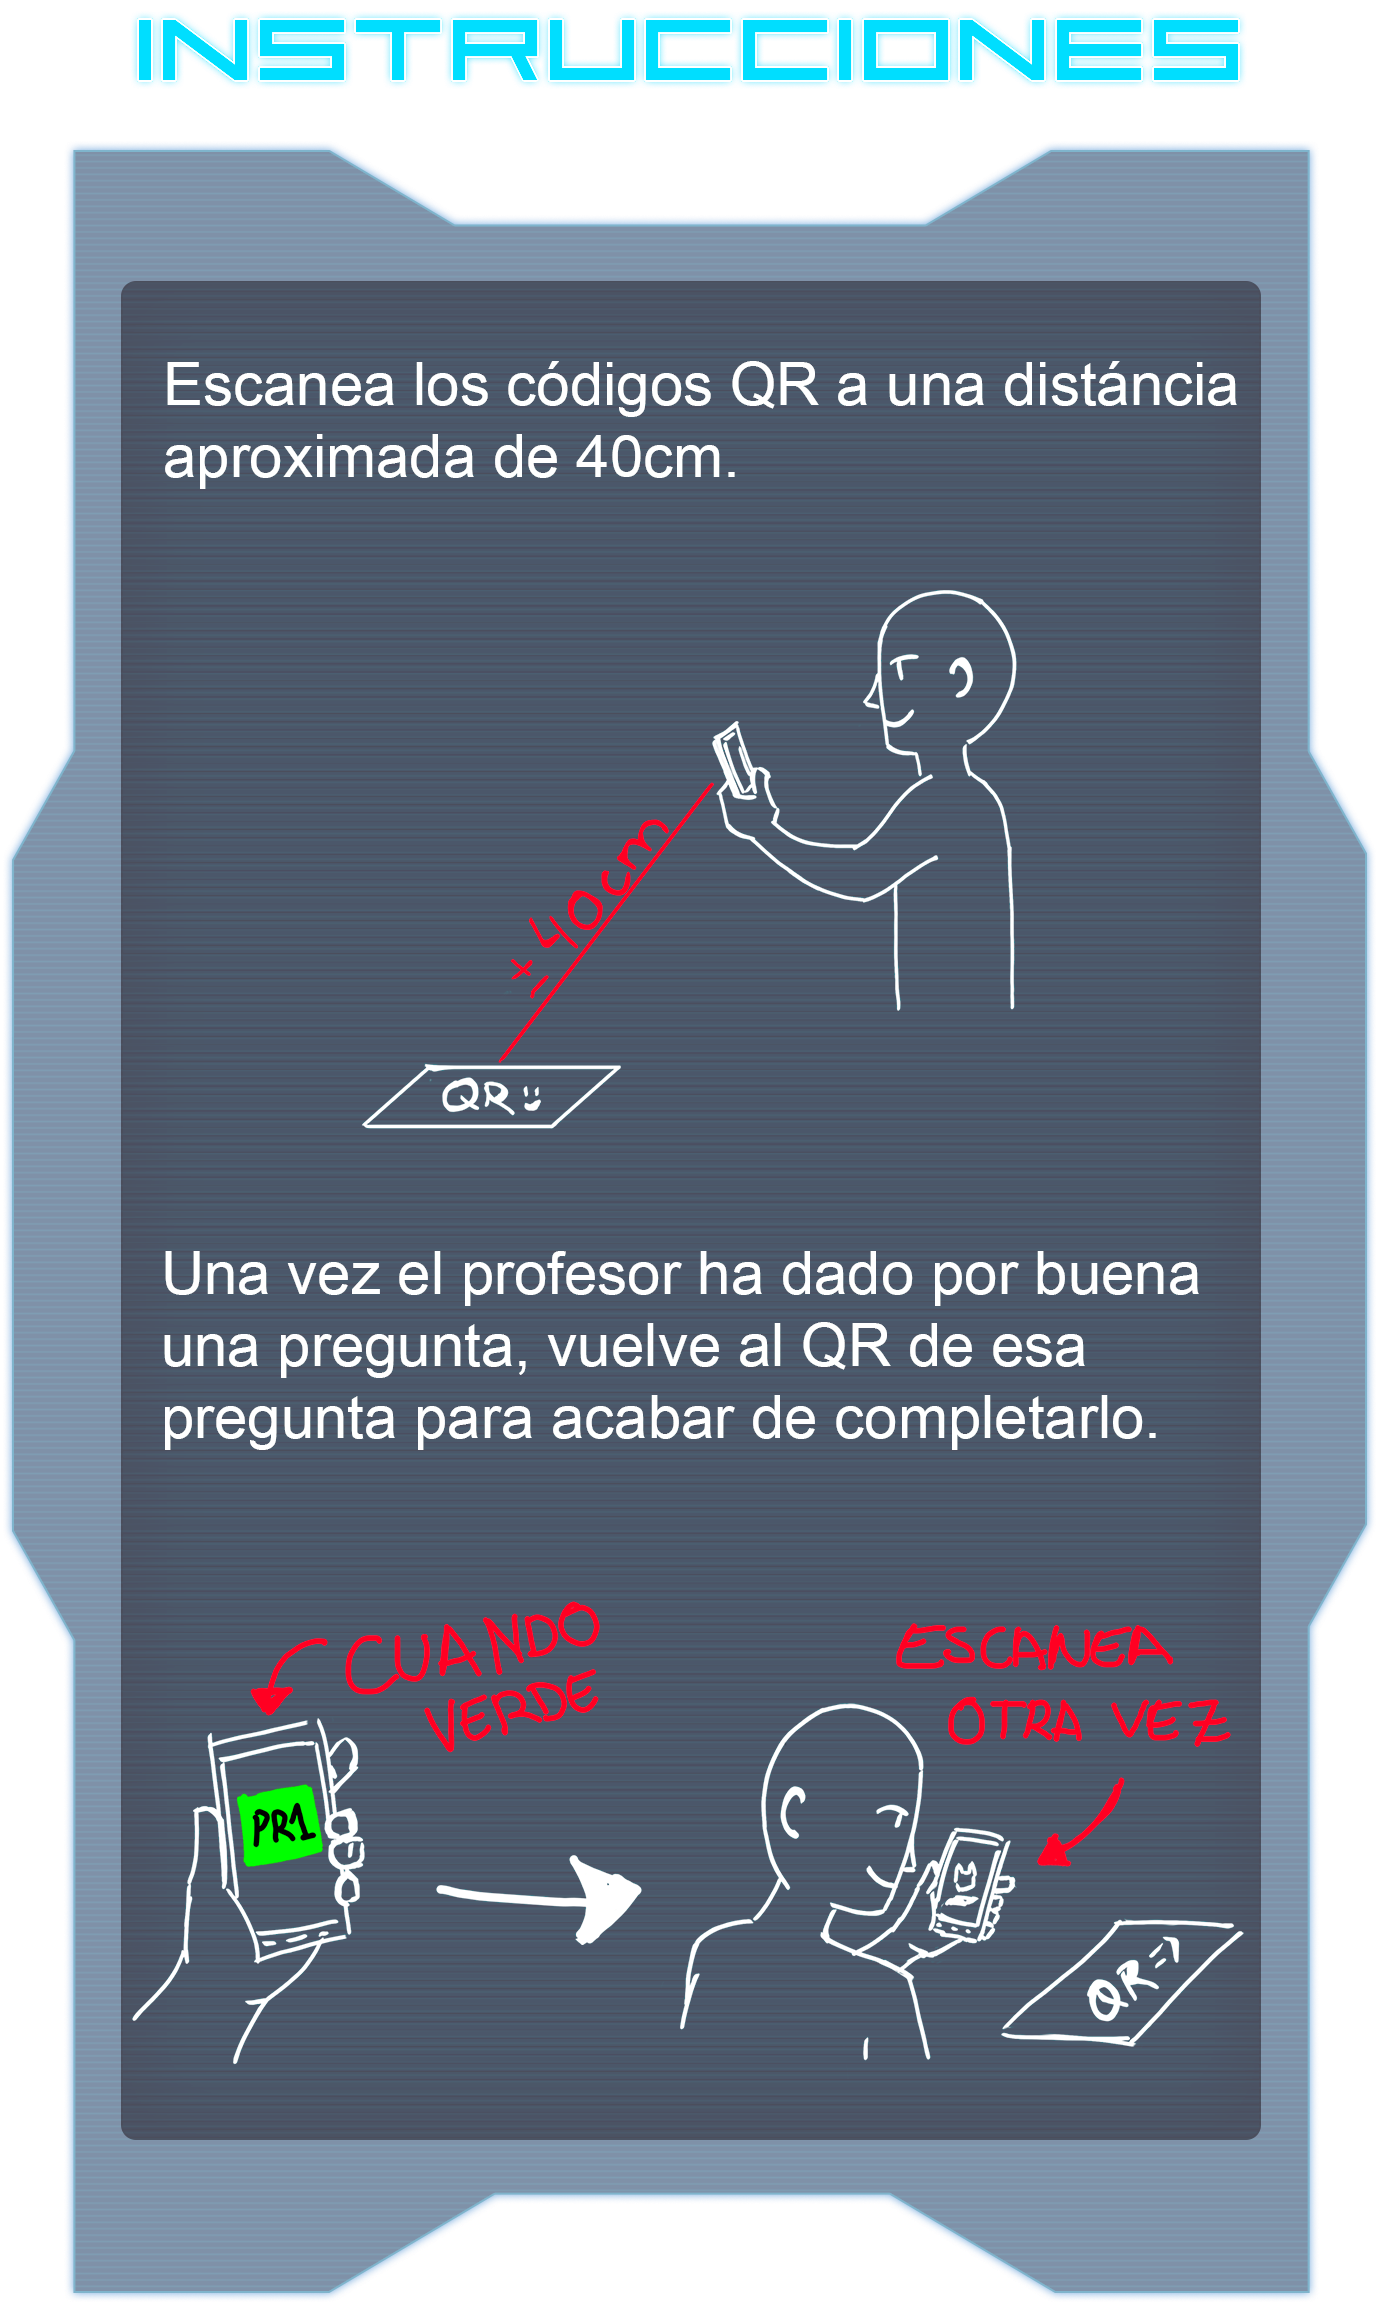 INSTRUCCIONES
Escanea los códigos QR a una distáncia
aproximada de 40cm.
± 40cm
QR
Una vez el profesor ha dado por buena
una pregunta, vuelve al QR de esa
pregunta para acabar de completarlo.
CUANDO
VERDE
ESCANEA
OTRA VEZ
PR1
QR=)